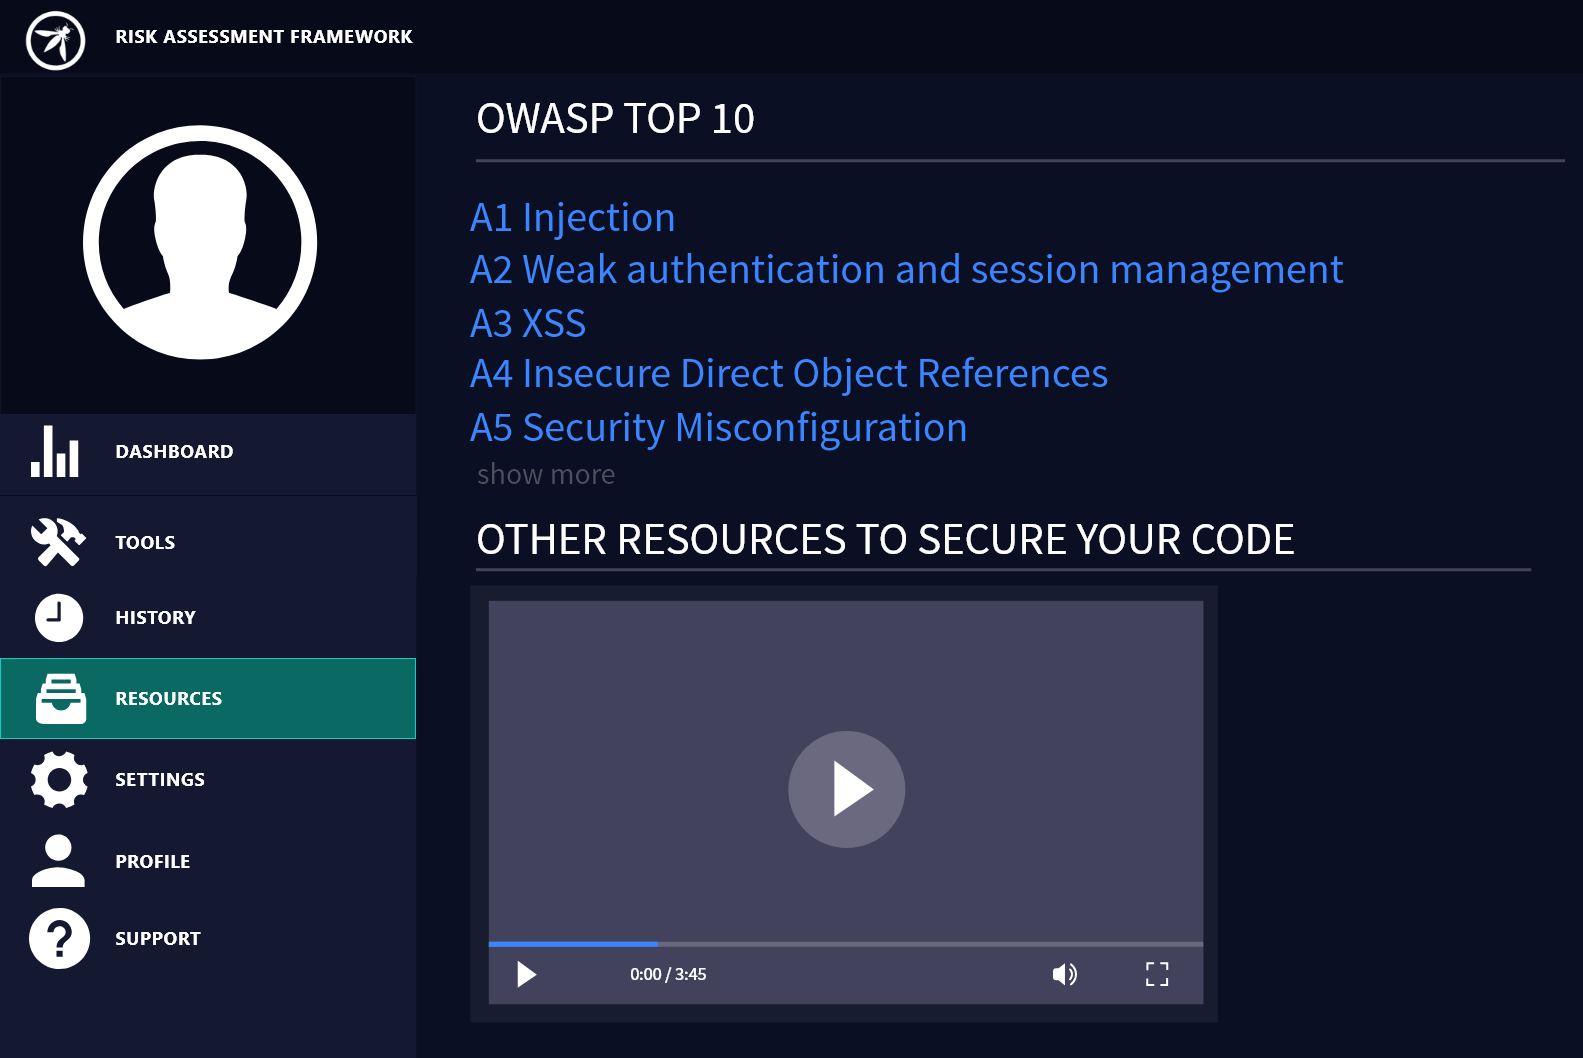 RISK ASSESSMENT FRAMEWORK
DASHBOARD
TOOLS
HISTORY
RESOURCES
SETTINGS
PROFILE
SUPPORT
OWASP TOP 10
A1 Injection
A2 Weak authentication and session management
A3 XSS
A4 Insecure Direct Object References
A5 Security Misconfiguration
show more
OTHER RESOURCES TO SECURE YOUR CODE
0:00 / 3:45